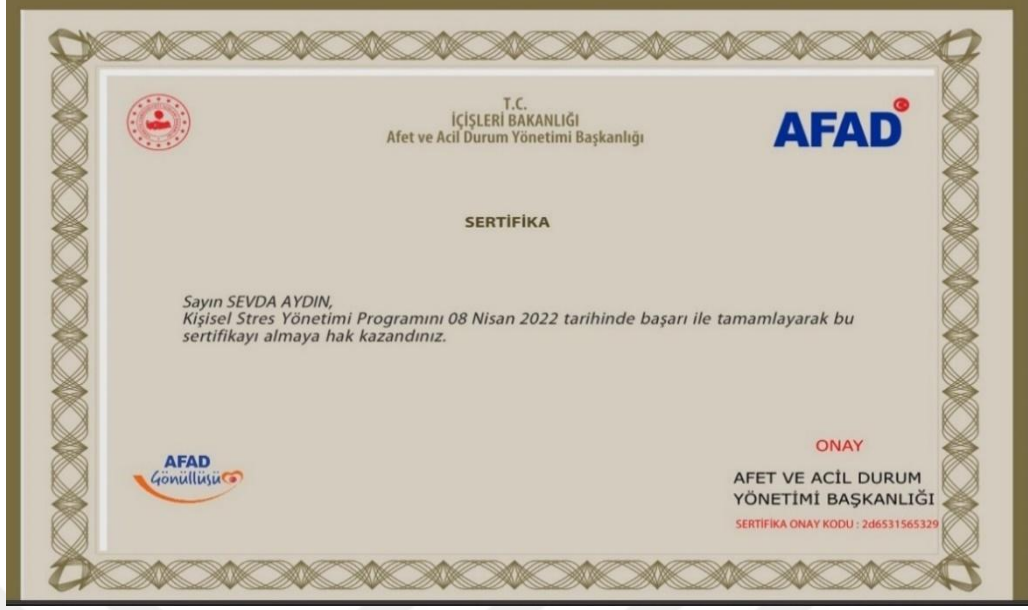 T.C.
İÇİŞLERİ BAKANLIĞI
Afet ve Acil Durum Yönetimi Başkanlığı
AFAD
SERTİFİKA
Sayın SEVDA AYDIN,
Kişisel Stres Yönetimi Programını 08 Nisan 2022 tarihinde başarı ile tamamlayarak bu
sertifikayı almaya hak kazandınız.
AFAD
Gönüllüsü
ONAY
AFET VE ACİL DURUM
YÖNETİMİ BAŞKANLIĞI
SERTİFİKA ONAY KODU : 2d6531565329